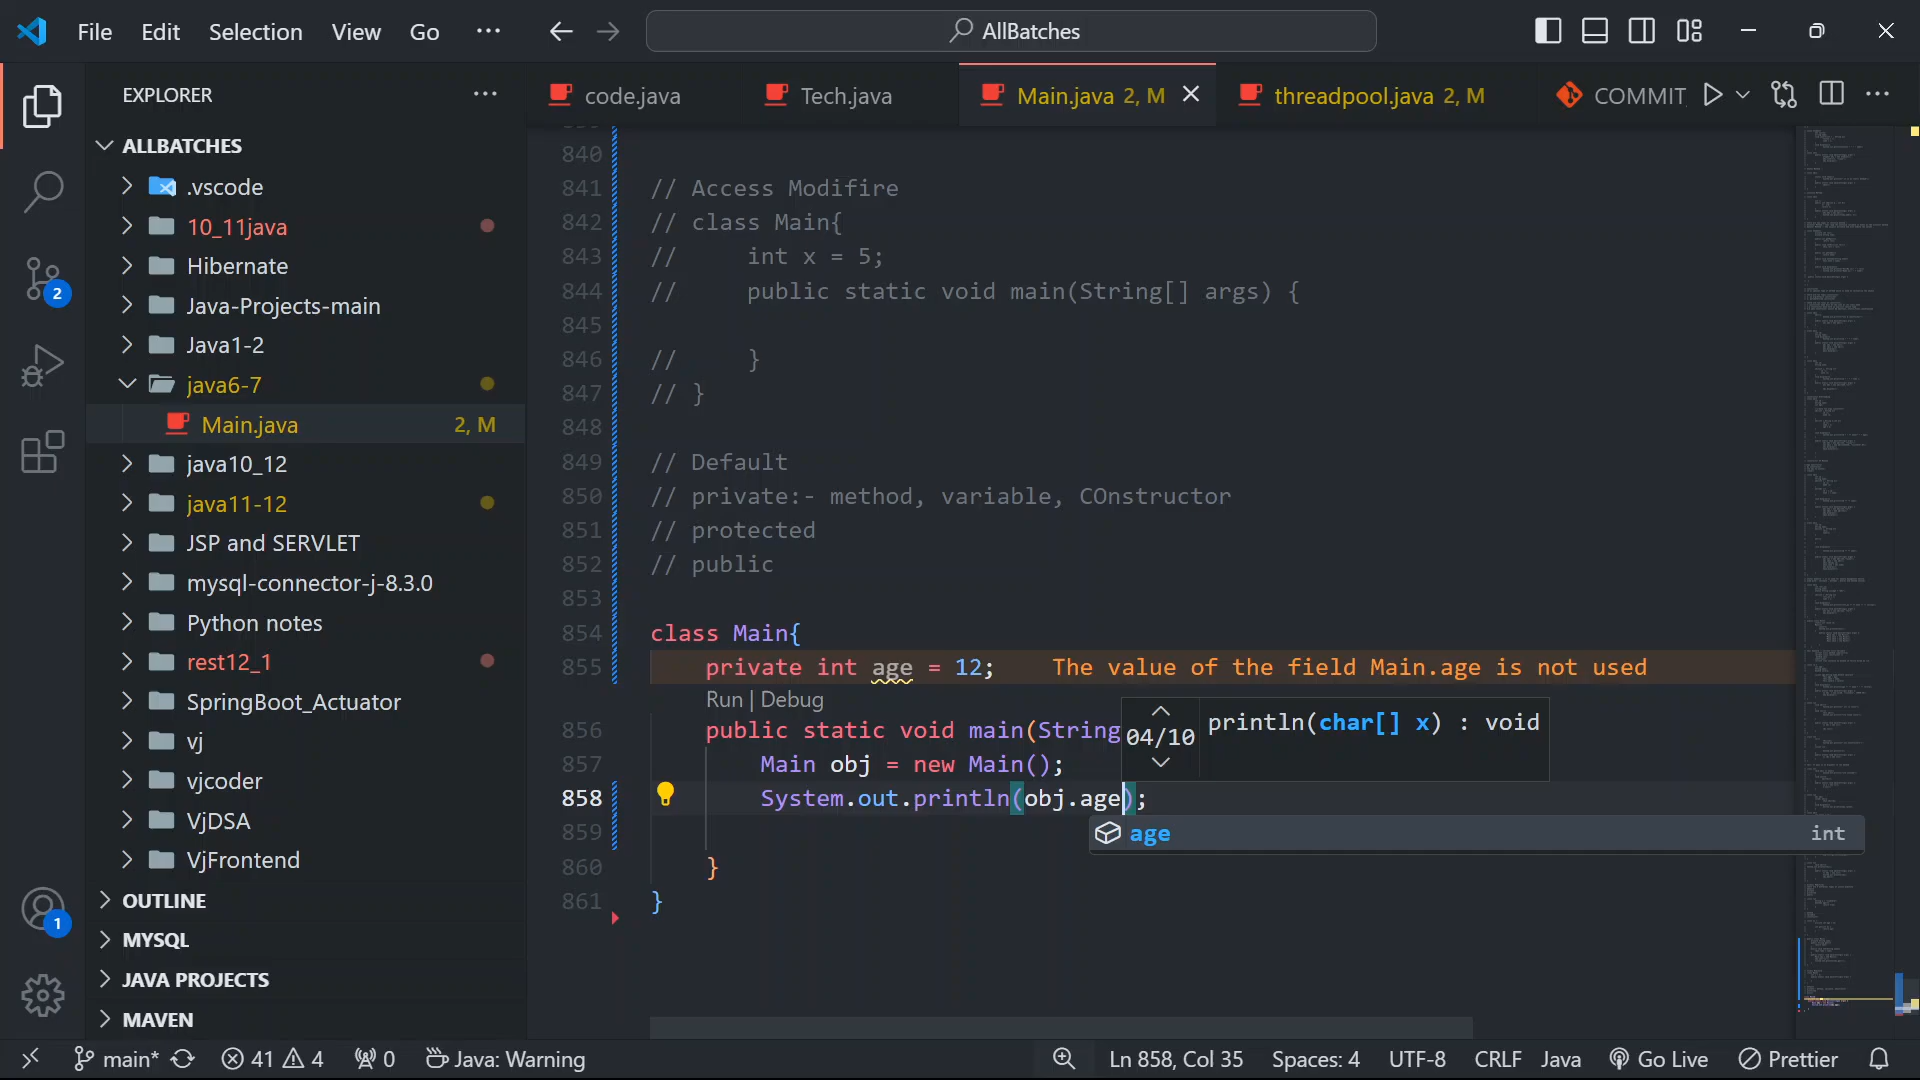 File Edit Selection View Go ··· AllBatches
EXPLORER ···
ALLBATCHES
.vscode
10_11java
Hibernate
Java-Projects-main
Java1-2
java6-7
Main.java 2, M
java10_12
java11-12
JSP and SERVLET
mysql-connector-j-8.3.0
Python notes
rest12_1
SpringBoot_Actuator
vj
vjcoder
VjDSA
VjFrontend
OUTLINE
MYSQL
JAVA PROJECTS
MAVEN
2
1
code.java Tech.java Main.java 2, M threadpool.java 2, M COMMIT ···
840
841 // Access Modifire
842 // class Main{
843 // int x = 5;
844 // public static void main(String[] args) {
845
846 // }
847 // }
848
849 // Default
850 // private:- method, variable, COnstructor
851 // protected
852 // public
853
854 class Main{
855 private int age = 12; The value of the field Main.age is not used
Run | Debug
856 public static void main(String
04/10 println(char[] x) : void
857 Main obj = new Main();
858 System.out.println(obj.age);
age int
859
860 }
861 }
main* 41 4 0 Java: Warning Ln 858, Col 35 Spaces: 4 UTF-8 CRLF Java Go Live Prettier